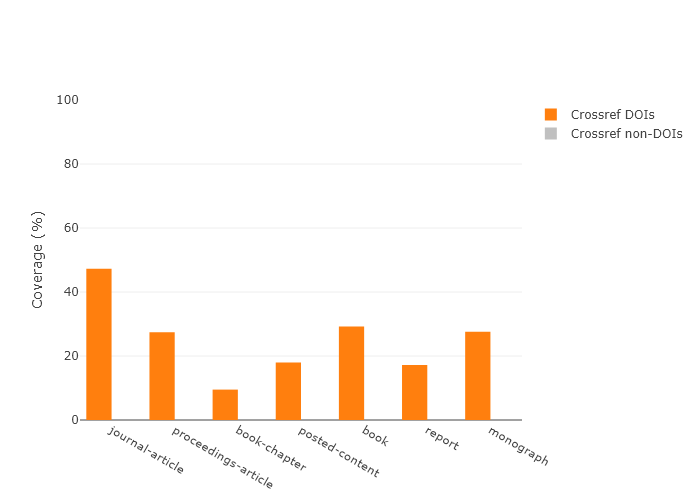 100
80
60
40
20
0
Coverage (%)
journal-article
proceedings-article
book-chapter
posted-content
book
report
monograph
Crossref DOIs
Crossref non-DOIs